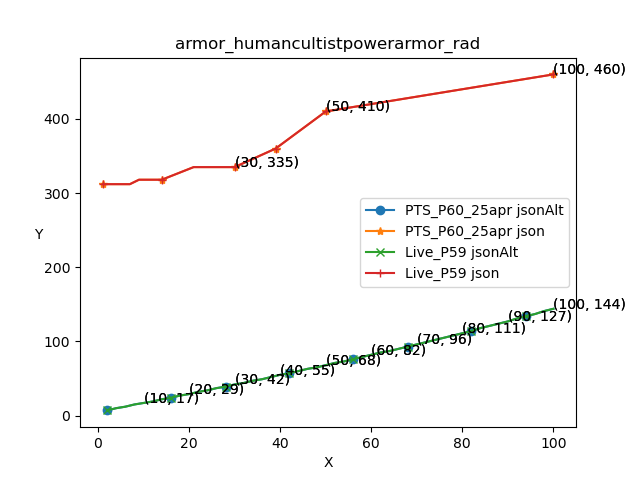 armor_humancultistpowerarmor_rad
(100, 460)
(50, 410)
(30, 335)
400
300
200
100
0
Y
PTS_P60_25apr jsonAlt
PTS_P60_25apr json
Live_P59 jsonAlt
Live_P59 json
(100, 144)
(90, 127)
(80, 111)
(70, 96)
(60, 82)
(50, 68)
(40, 55)
(30, 42)
(20, 29)
(10, 17)
0 20 40 60 80 100
X